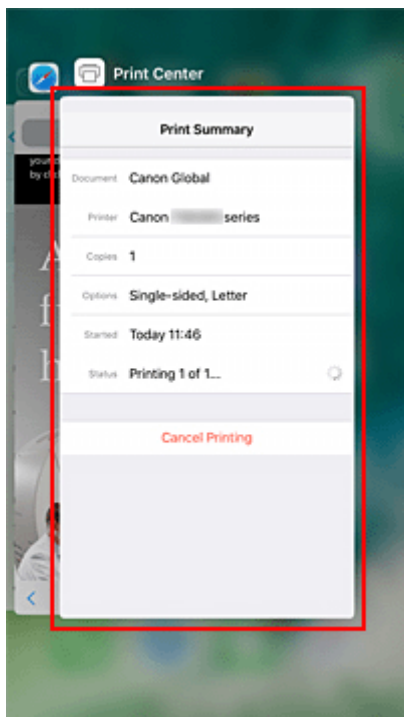 Print Center
Print Summary
Document Canon Global
Printer Canon series
Copies 1
Options Single-sided, Letter
Started Today 11:46
Status Printing 1 of 1...
Cancel Printing